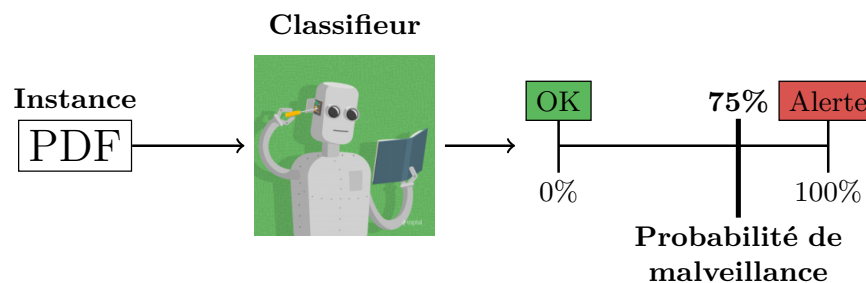 Classifieur
Instance
PDF
OK
75%
Alerte
0%
100%
Probabilité de
malveillance